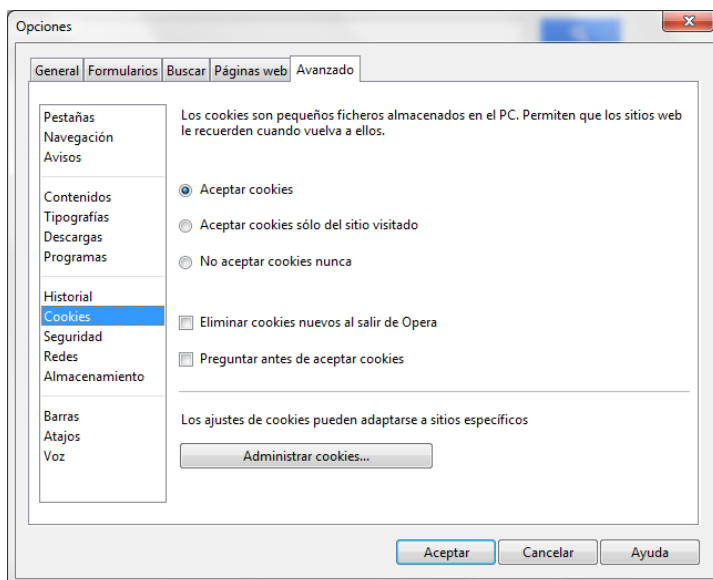 Opciones
General Formularios Buscar Páginas web Avanzado
Pestañas
Navegación
Avisos
Contenidos
Tipografías
Descargas
Programas
Historial
Cookies
Seguridad
Redes
Almacenamiento
Barras
Atajos
Voz
Los cookies son pequeños ficheros almacenados en el PC. Permiten que los sitios web
le recuerden cuando vuelva a ellos.
Aceptar cookies
Aceptar cookies sólo del sitio visitado
No aceptar cookies nunca
Eliminar cookies nuevos al salir de Opera
Preguntar antes de aceptar cookies
Los ajustes de cookies pueden adaptarse a sitios específicos
Administrar cookies...
Aceptar Cancelar Ayuda